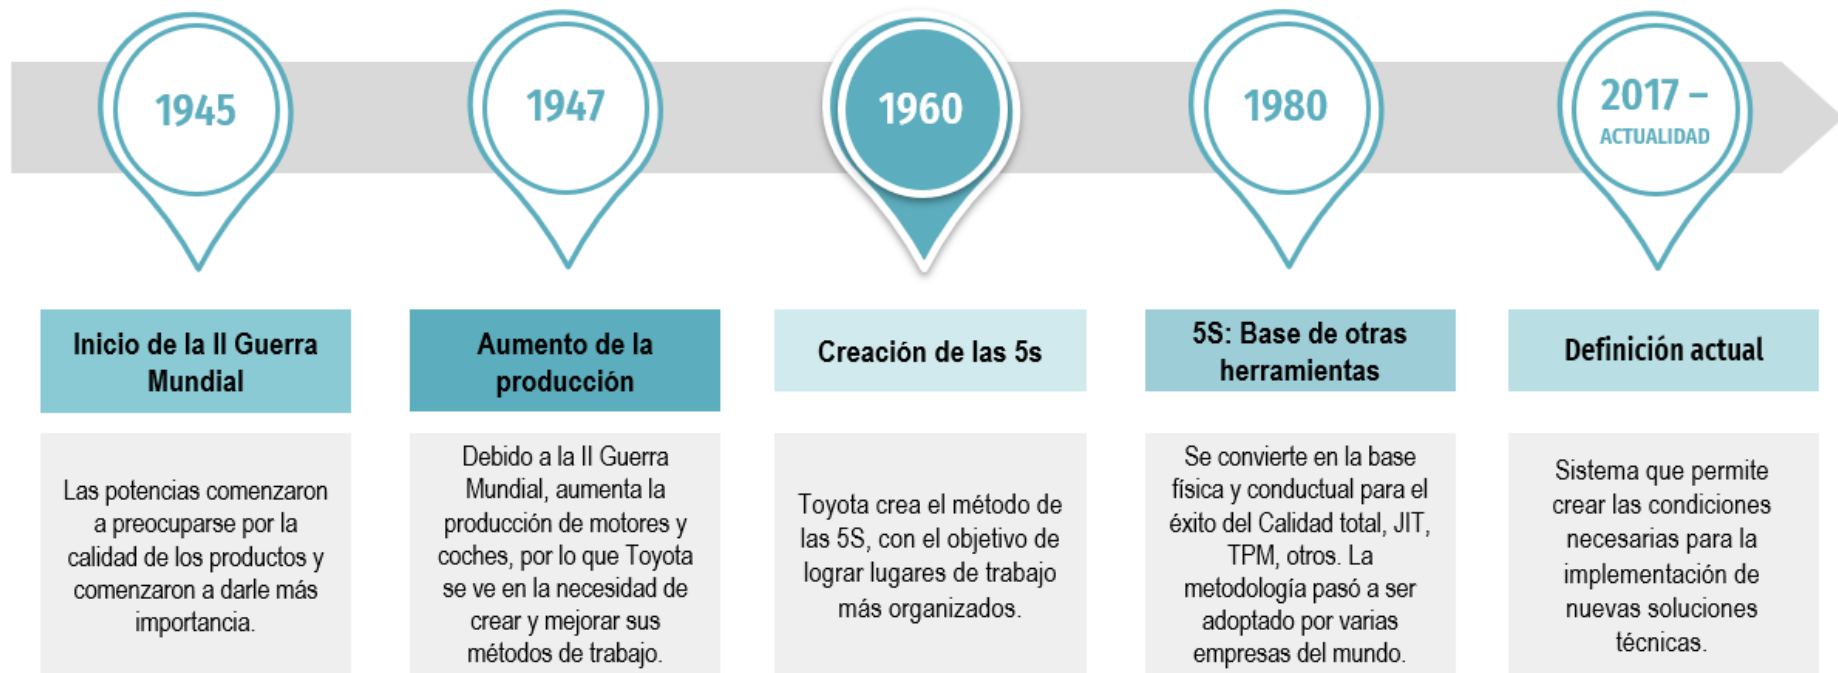 1945
1947
1960
1980
2017 –
ACTUALIDAD
Inicio de la II Guerra
Mundial
Aumento de la
producción
Creación de las 5s
5S: Base de otras
herramientas
Definición actual
Las potencias comenzaron
a preocuparse por la
calidad de los productos y
comenzaron a darle más
importancia.
Debido a la II Guerra
Mundial, aumenta la
producción de motores y
coches, por lo que Toyota
se ve en la necesidad de
crear y mejorar sus
métodos de trabajo.
Toyota crea el método de
las 5S, con el objetivo de
lograr lugares de trabajo
más organizados.
Se convierte en la base
física y conductual para el
éxito del Calidad total, JIT,
TPM, otros. La
metodología pasó a ser
adoptado por varias
empresas del mundo.
Sistema que permite
crear las condiciones
necesarias para la
implementación de
nuevas soluciones
técnicas.